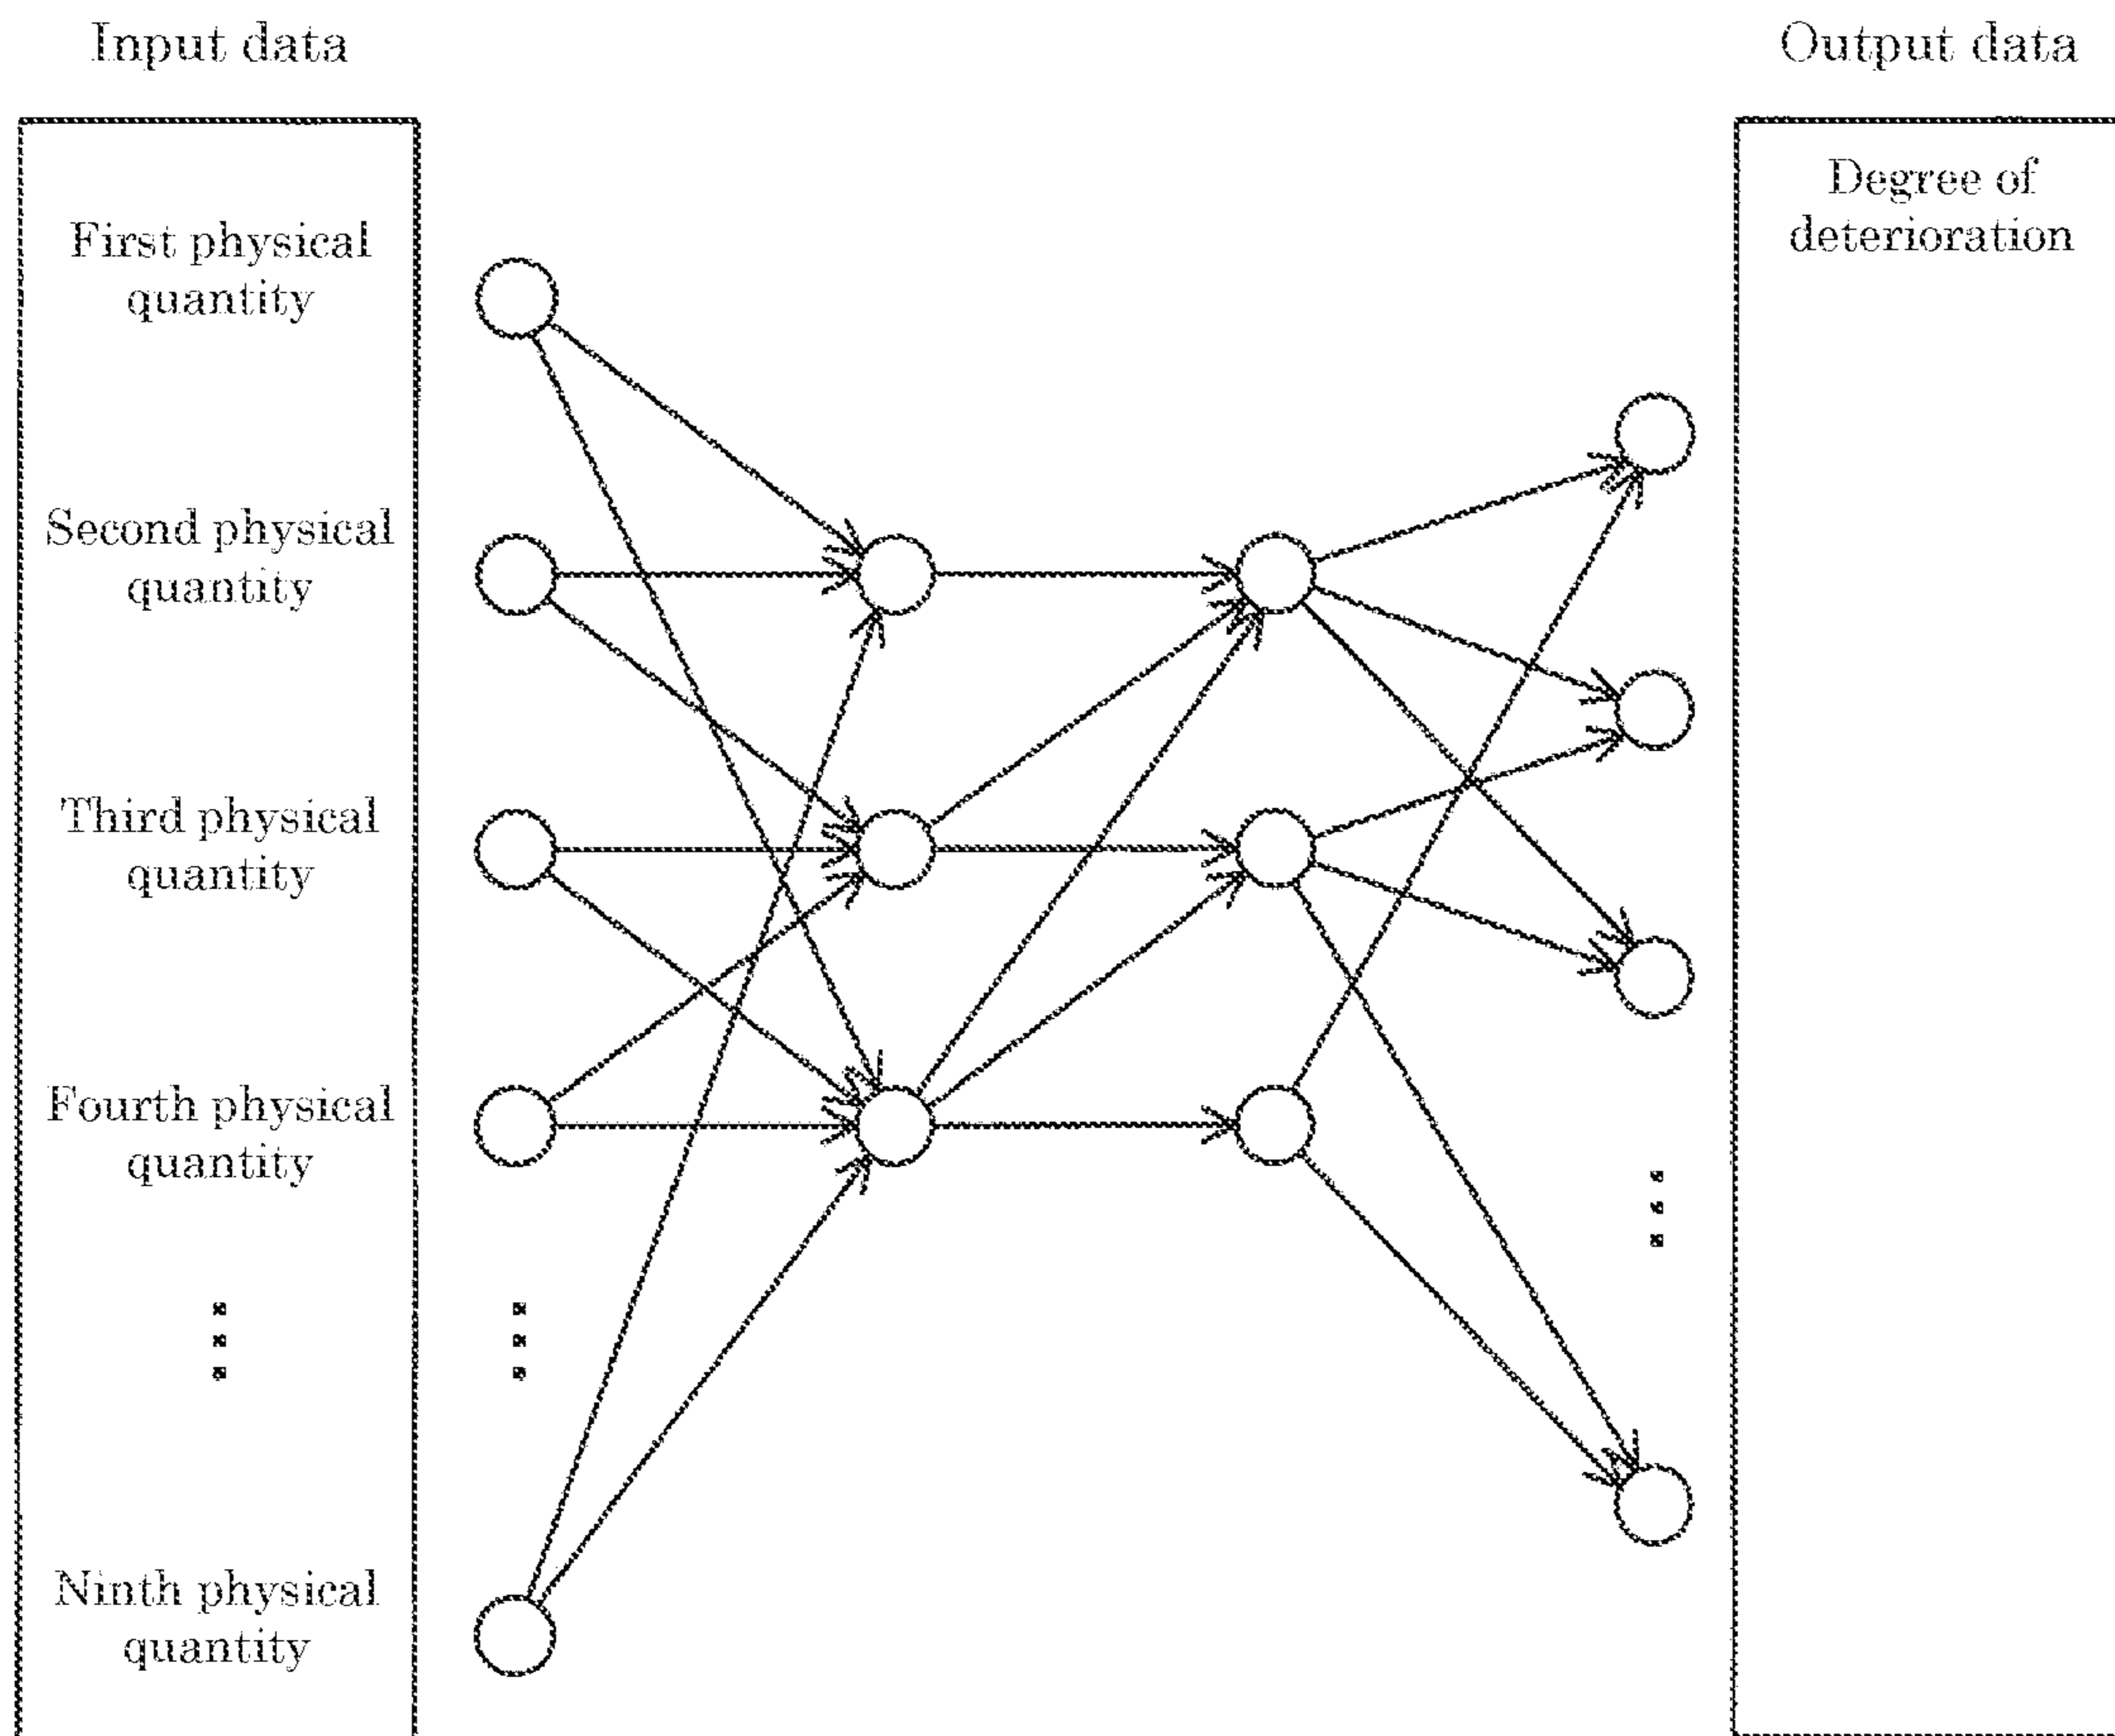 Input data
Output data
First physical
quantity
Second physical
quantity
Third physical
quantity
Fourth physical
quantity
Ninth physical
quantity
Degree of
deterioration